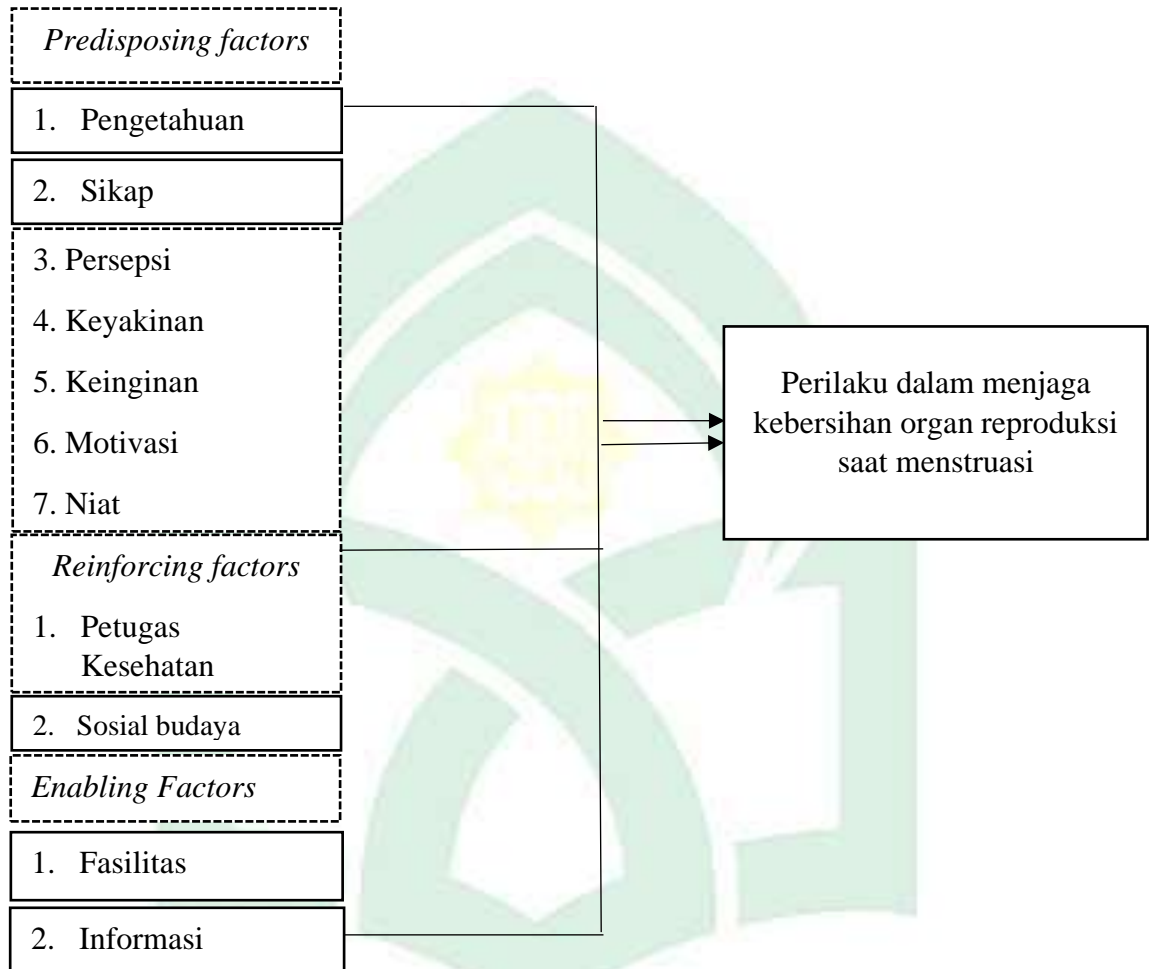 Predisposing factors
1. Pengetahuan
2. Sikap
3. Persepsi
4. Keyakinan
5. Keinginan
6. Motivasi
7. Niat
Reinforcing factors
1. Petugas
Kesehatan
2. Sosial budaya
Enabling Factors
1. Fasilitas
2. Informasi
Perilaku dalam menjaga
kebersihan organ reproduksi
saat menstruasi